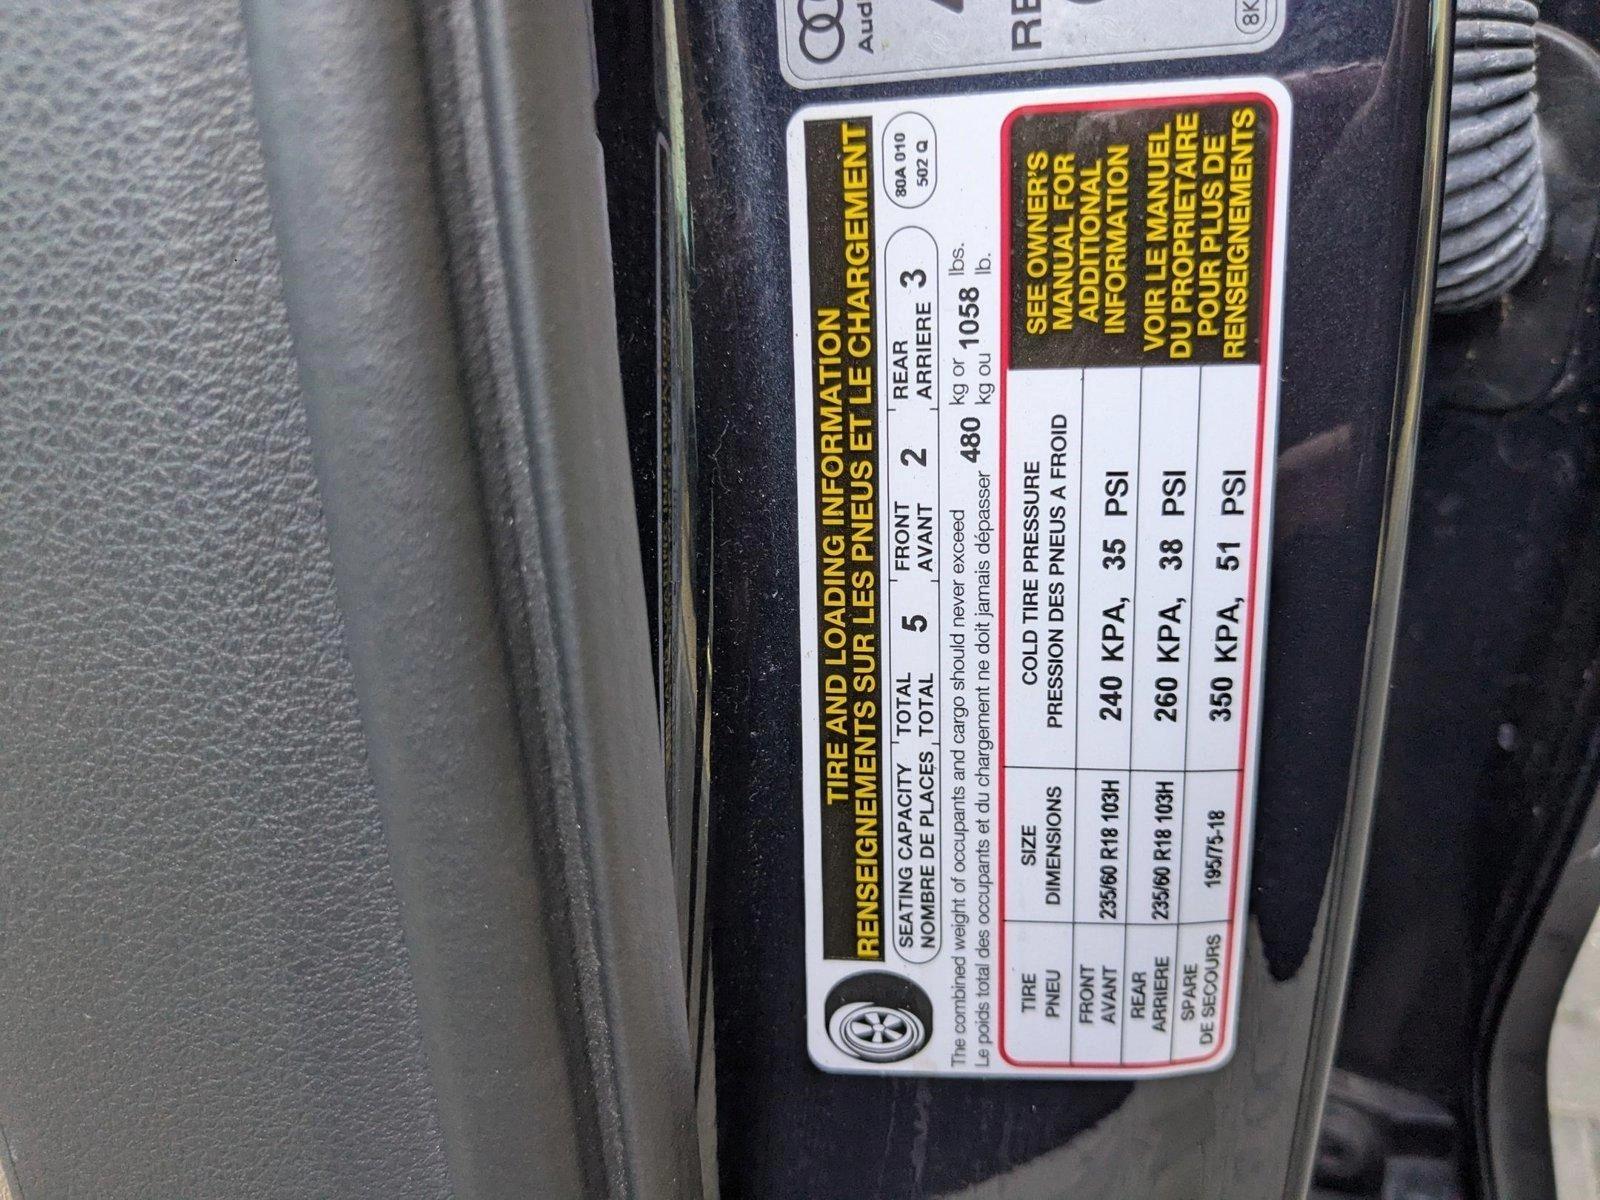 Audi
RE
8K
TIRE AND LOADING INFORMATION
RENSEIGNEMENTS SUR LES PNEUS ET LE CHARGEMENT
SEATING CAPACITY TOTAL 5 FRONT 2 REAR 3
NOMBRE DE PLACES TOTAL AVANT ARRIERE
80A 010
502 Q
The combined weight of occupants and cargo should never exceed 480 kg or 1058 lbs.
Le poids total des occupants et du chargement ne doit jamais dépasser kg ou lb.
TIRE SIZE COLD TIRE PRESSURE
PNEU DIMENSIONS PRESSION DES PNEUS A FROID
FRONT
AVANT 235/60 R18 103H 240 KPA, 35 PSI
REAR
ARRIERE 235/60 R18 103H 260 KPA, 38 PSI
SPARE
DE SECOURS 195/75-18 350 KPA, 51 PSI
SEE OWNER'S
MANUAL FOR
ADDITIONAL
INFORMATION
VOIR LE MANUEL
DU PROPRIETAIRE
POUR PLUS DE
RENSEIGNEMENTS